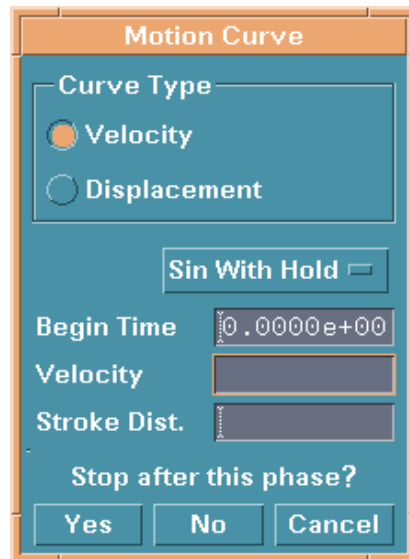 Motion Curve
Curve Type
Velocity
Displacement
Sin With Hold
Begin Time 0.0000e+00
Velocity
Stroke Dist.
Stop after this phase?
Yes No Cancel